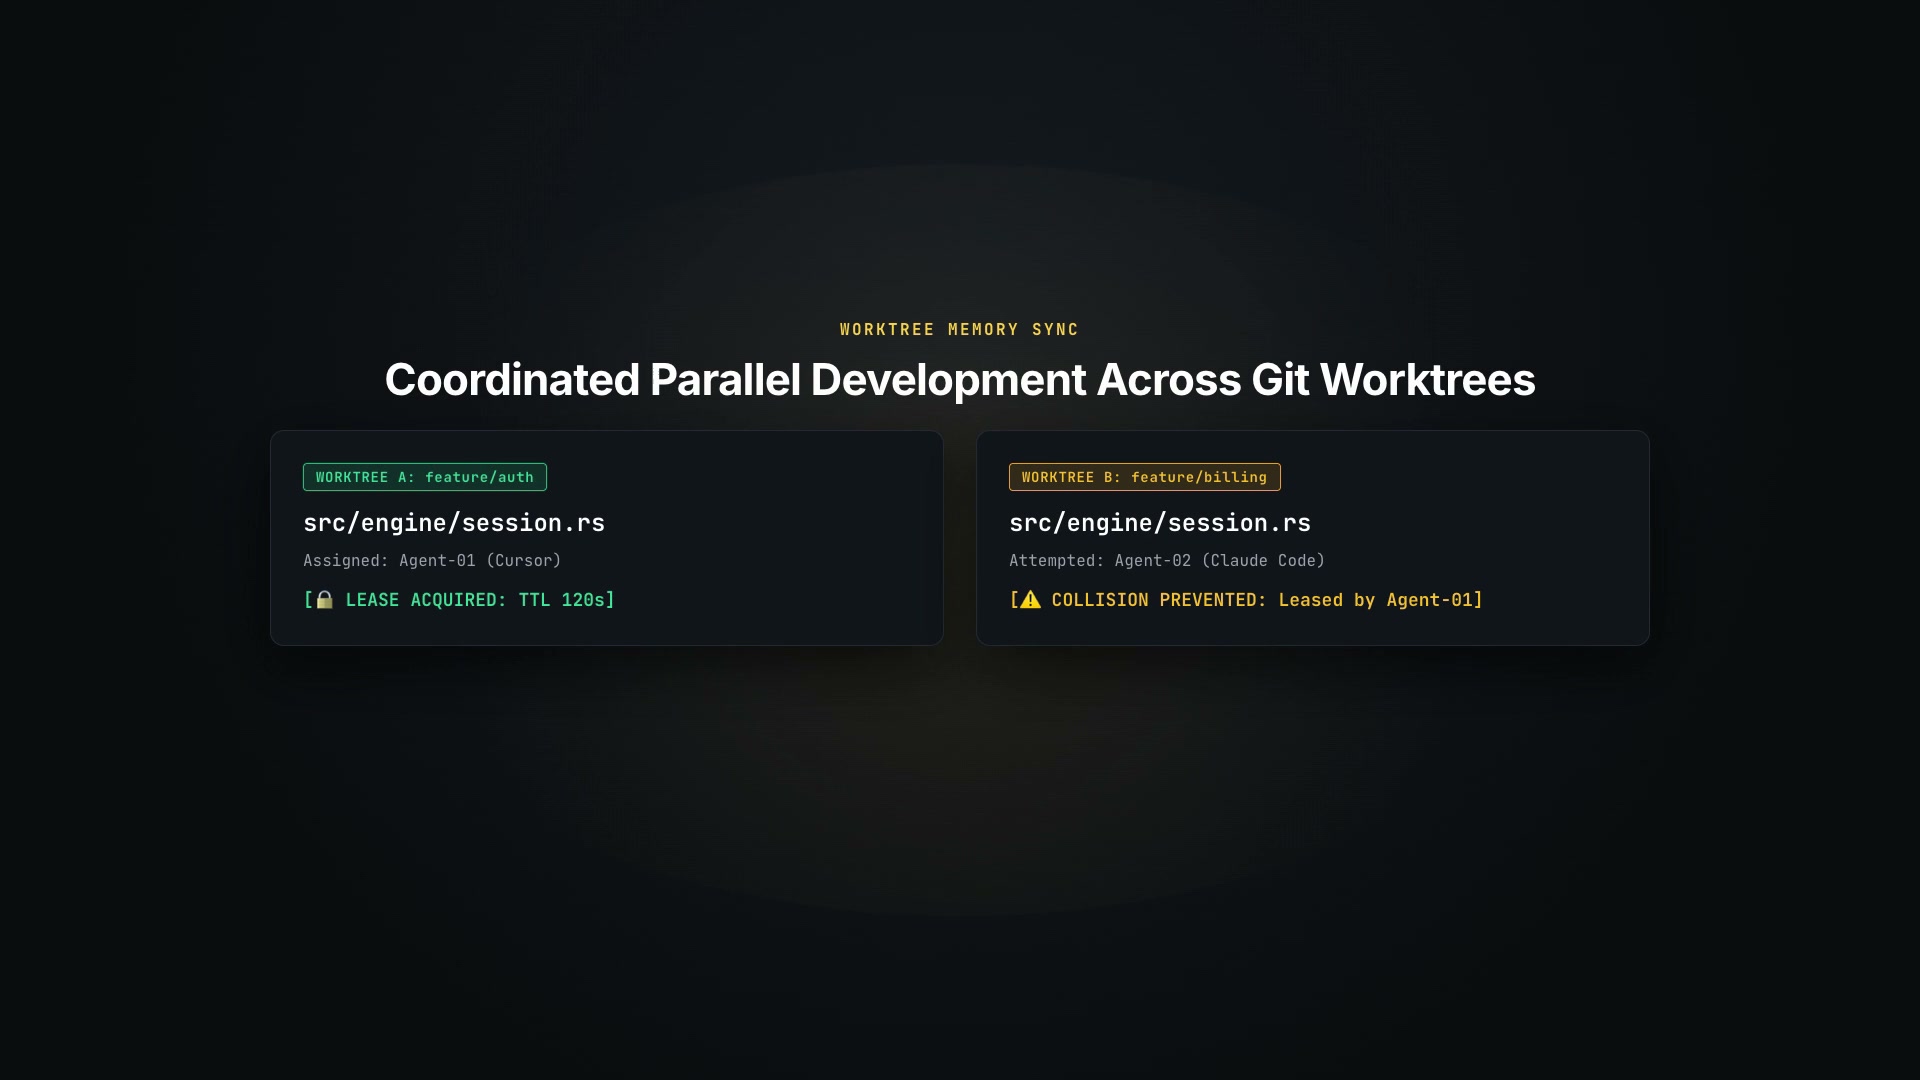 WORKTREE MEMORY SYNC
Coordinated Parallel Development Across Git Worktrees
WORKTREE A: feature/auth
src/engine/session.rs
Assigned: Agent-01 (Cursor)
[🔒 LEASE ACQUIRED: TTL 120s]
WORKTREE B: feature/billing
src/engine/session.rs
Attempted: Agent-02 (Claude Code)
[⚠️ COLLISION PREVENTED: Leased by Agent-01]